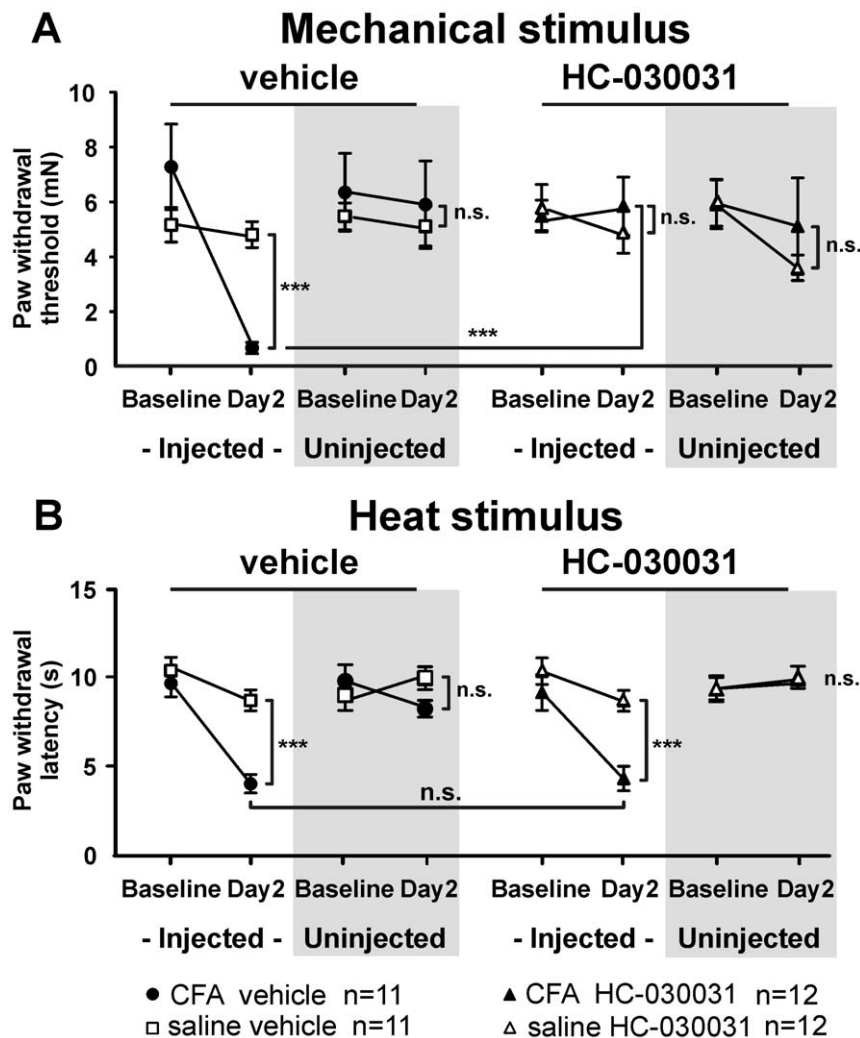 A Mechanical stimulus
vehicle HC-030031
Paw withdrawal
threshold (mN)
10
8
6
4
2
0
n.s.
n.s.
n.s.
***
***
Baseline Day2 Baseline Day2 Baseline Day2 Baseline Day2
- Injected - Uninjected - Injected - Uninjected
B Heat stimulus
vehicle HC-030031
Paw withdrawal
latency (s)
15
10
5
0
n.s.
n.s.
***
***
n.s.
Baseline Day2 Baseline Day2 Baseline Day2 Baseline Day2
- Injected - Uninjected - Injected - Uninjected
CFA vehicle n=11 CFA HC-030031 n=12
saline vehicle n=11 saline HC-030031 n=12